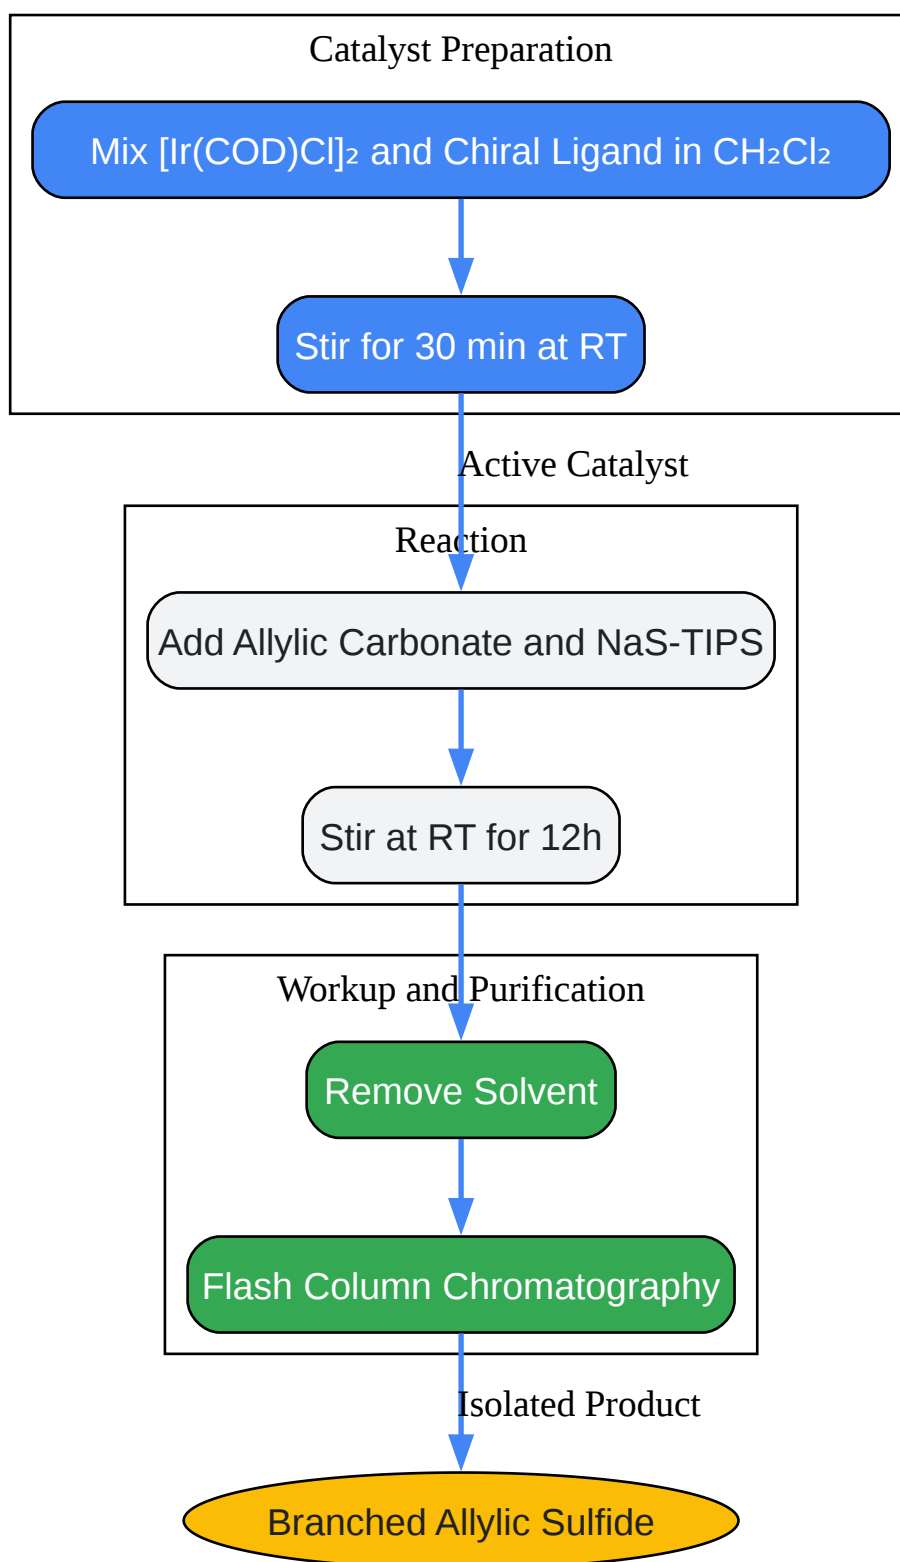 Catalyst Preparation
Mix [Ir(COD)Cl]₂ and Chiral Ligand in CH₂Cl₂
Stir for 30 min at RT
Active Catalyst
Reaction
Add Allylic Carbonate and NaS-TIPS
Stir at RT for 12h
Workup and Purification
Remove Solvent
Flash Column Chromatography
Isolated Product
Branched Allylic Sulfide